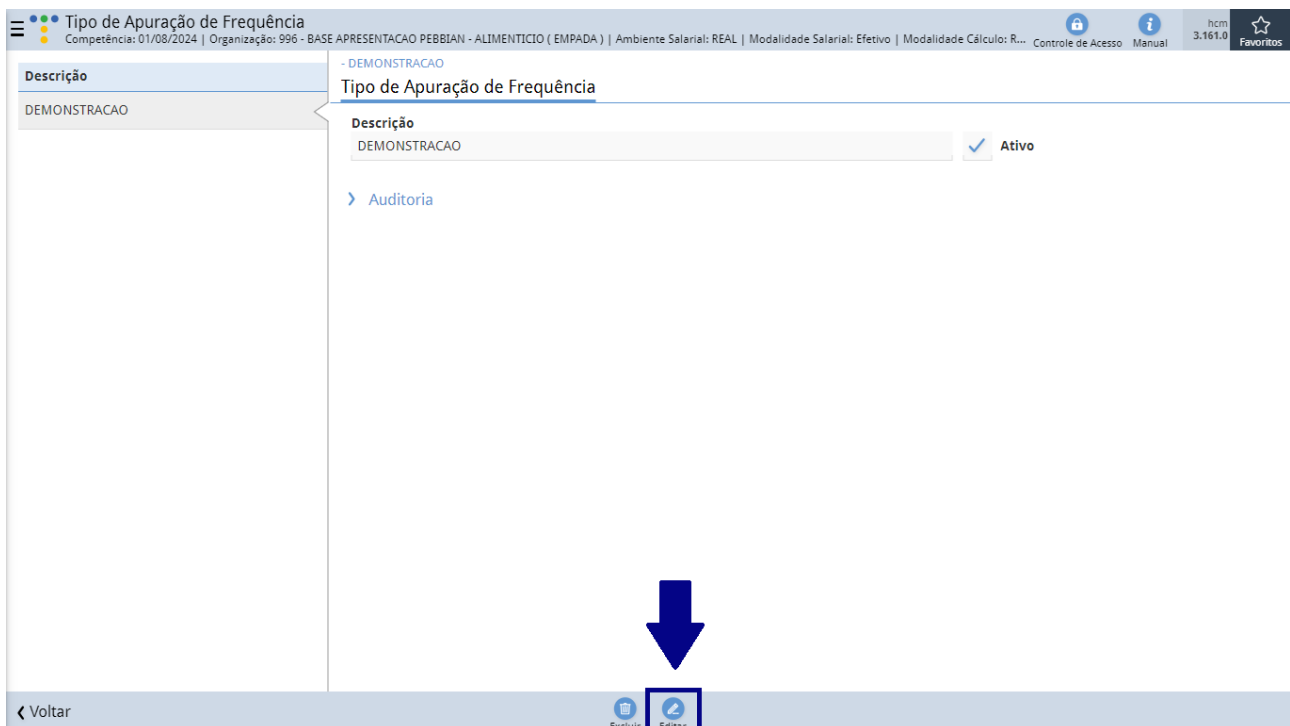 Tipo de Apuração de Frequência
Competência: 01/08/2024 | Organização: 996 - BASE APRESENTACAO PEBBIAN - ALIMENTICIO ( EMPADA ) | Ambiente Salarial: REAL | Modalidade Salarial: Efetivo | Modalidade Cálculo: R...
Controle de Acesso
Manual
hcm
3.161.0
Favoritos
Descrição
DEMONSTRACAO
- DEMONSTRACAO
Tipo de Apuração de Frequência
Descrição
DEMONSTRACAO
Ativo
Auditoria
Voltar
Excluir
Editar